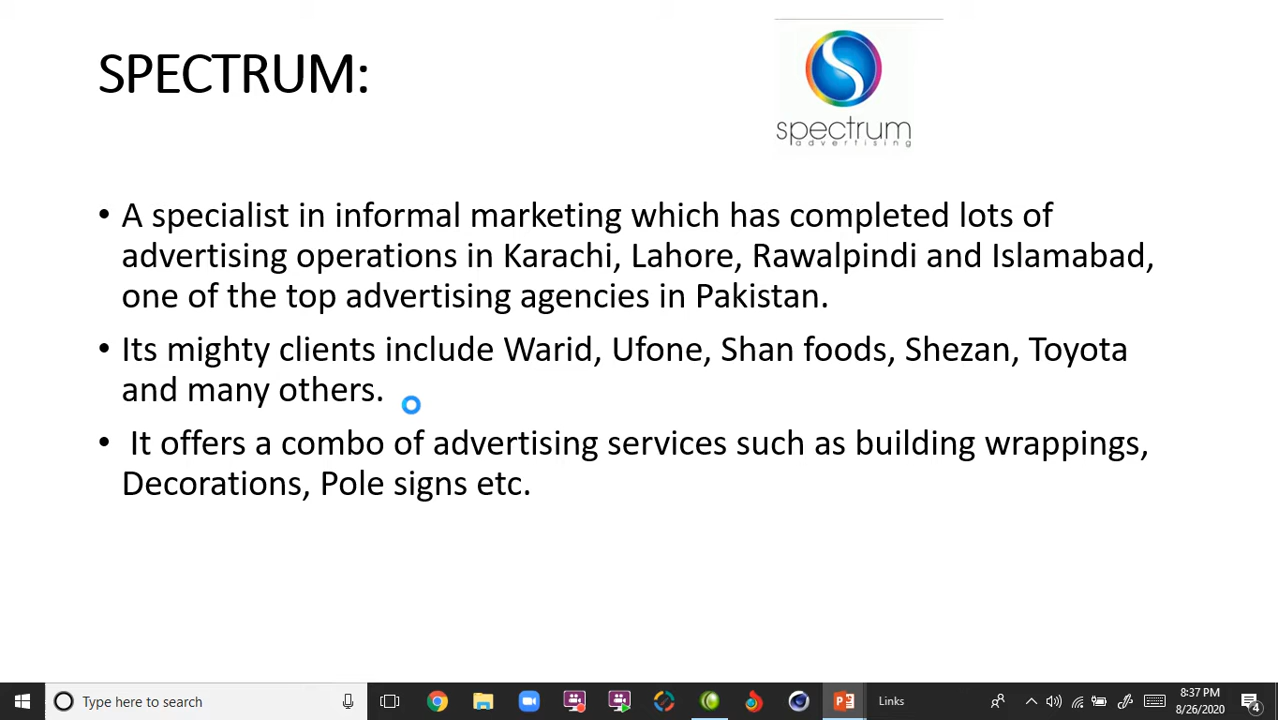 SPECTRUM:
spectrum
advertising
• A specialist in informal marketing which has completed lots of
advertising operations in Karachi, Lahore, Rawalpindi and Islamabad,
one of the top advertising agencies in Pakistan.
• Its mighty clients include Warid, Ufone, Shan foods, Shezan, Toyota
and many others.
• It offers a combo of advertising services such as building wrappings,
Decorations, Pole signs etc.
Type here to search
Links
8:37 PM
8/26/2020
4